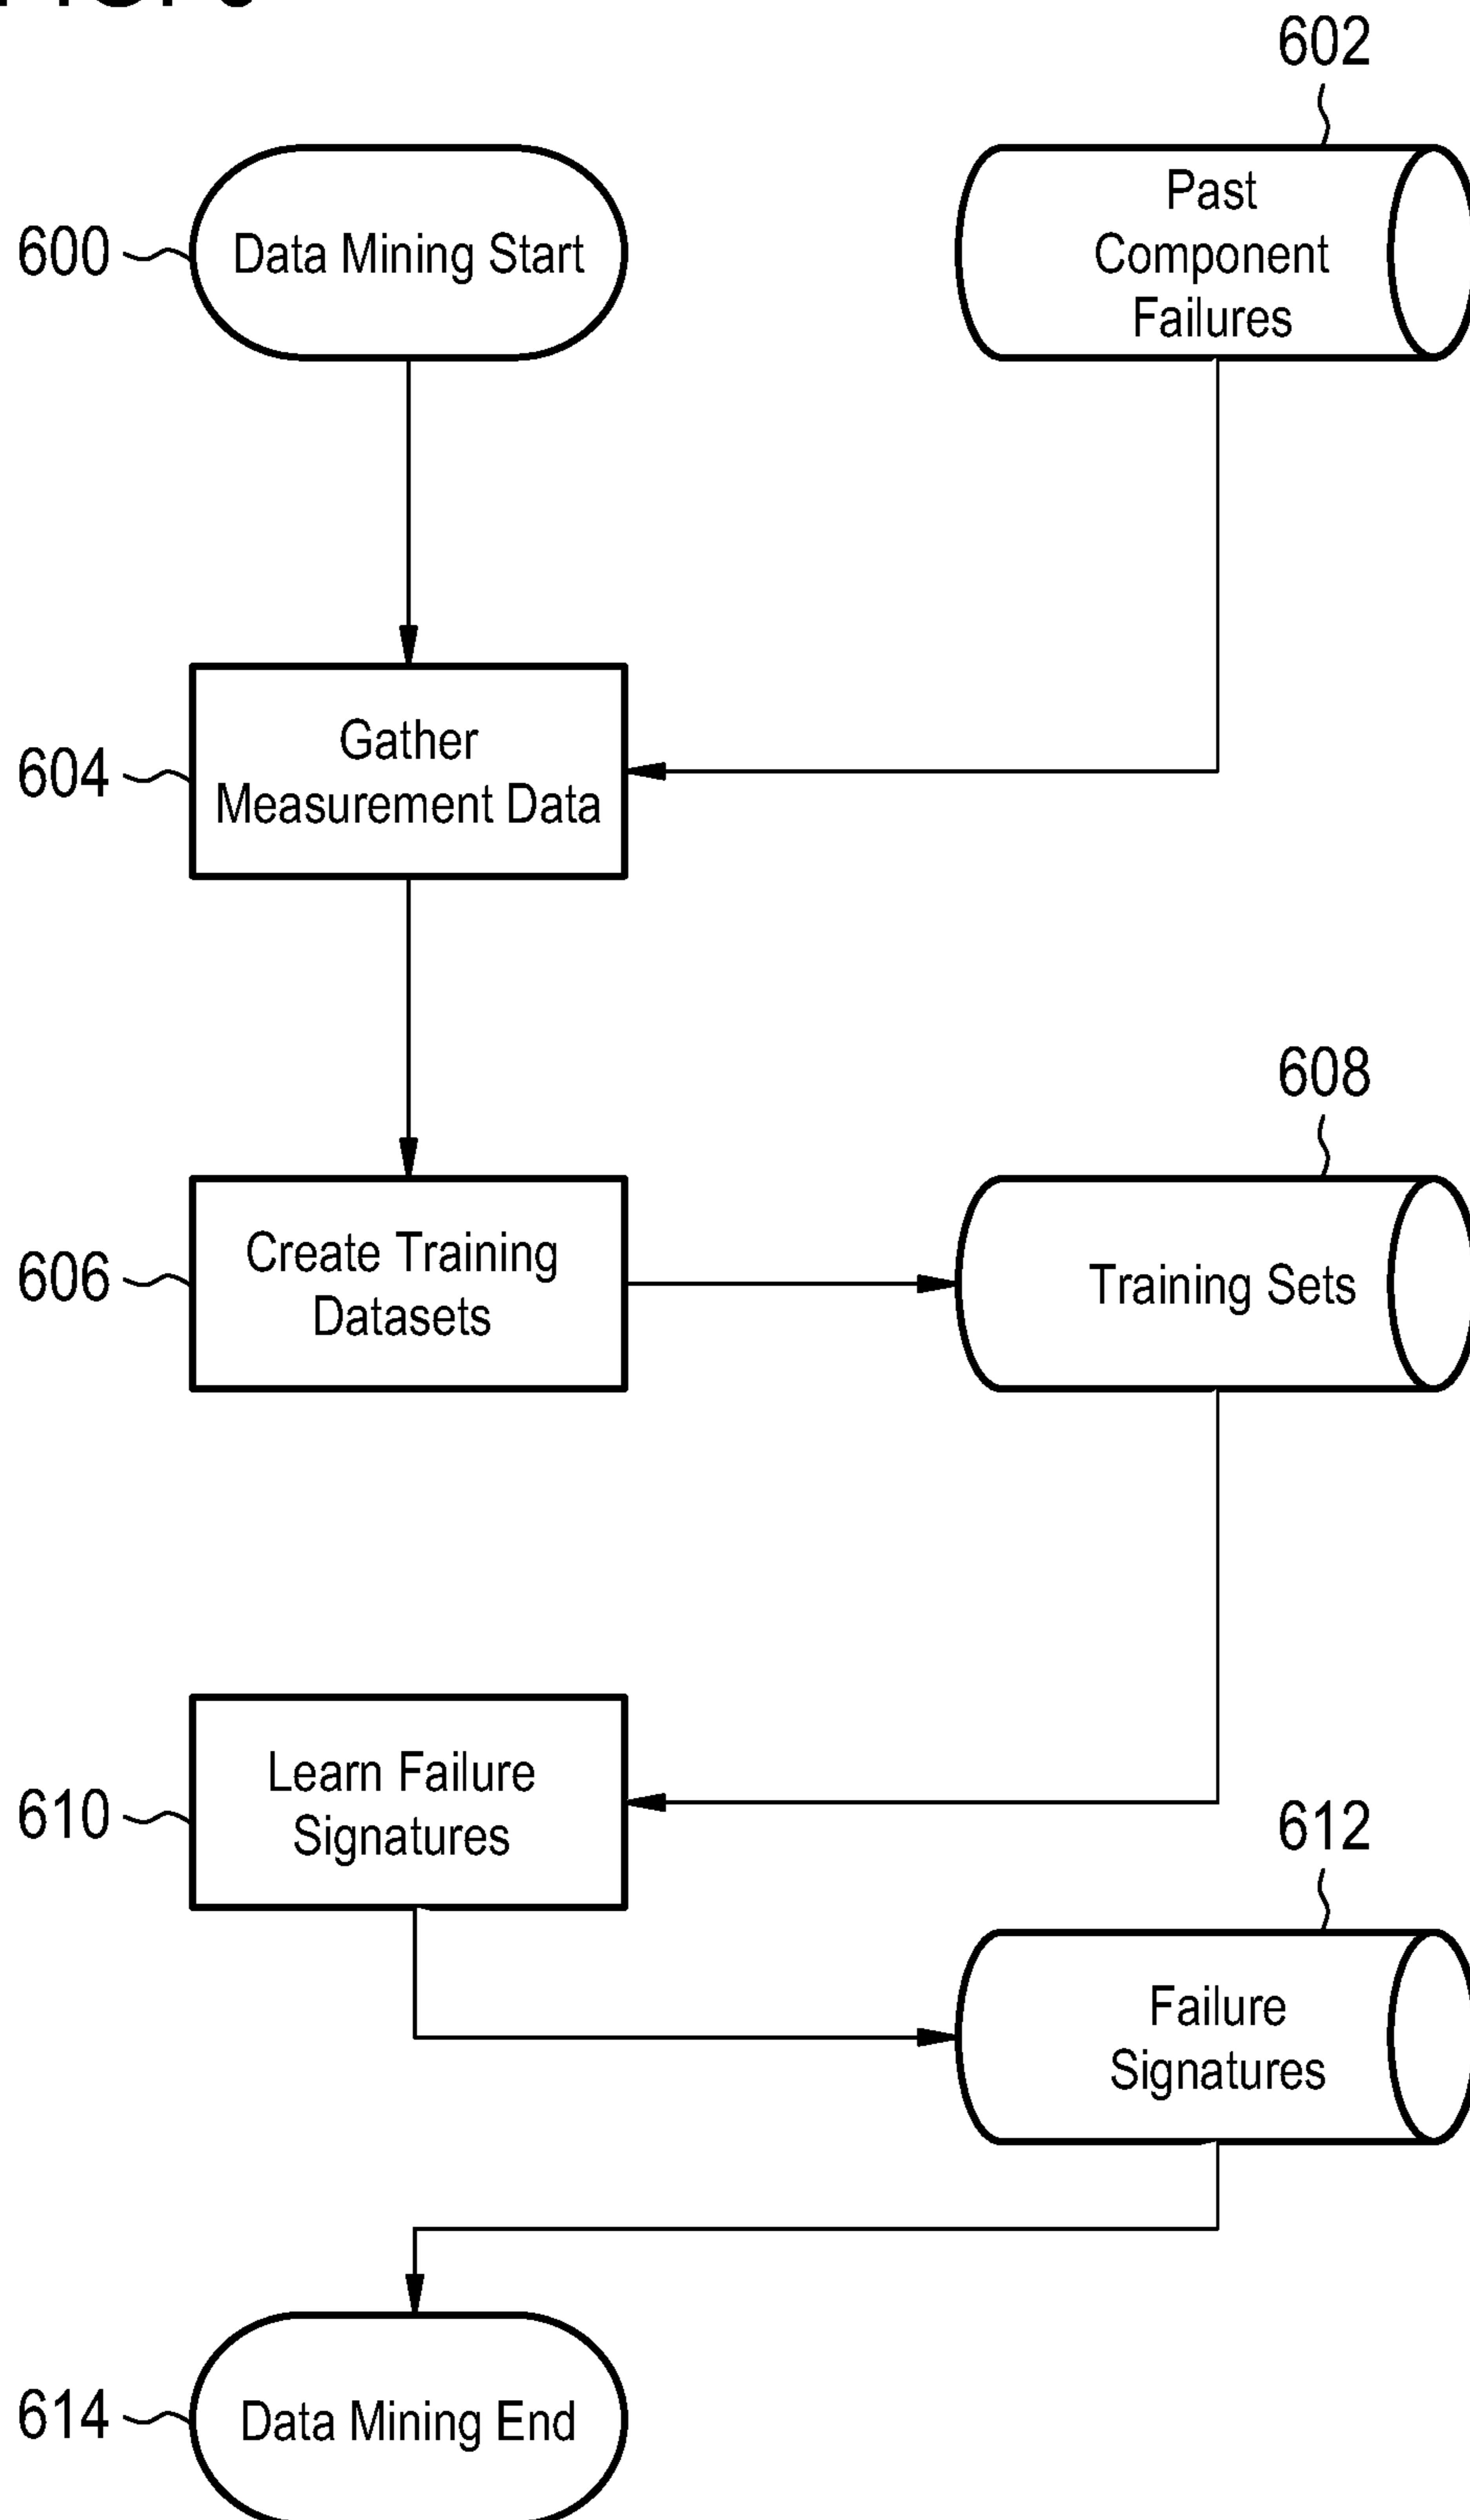 602
600
Data Mining Start
Past
Component
Failures
604
Gather
Measurement Data
608
606
Create Training
Datasets
Training Sets
610
Learn Failure
Signatures
612
Failure
Signatures
614
Data Mining End